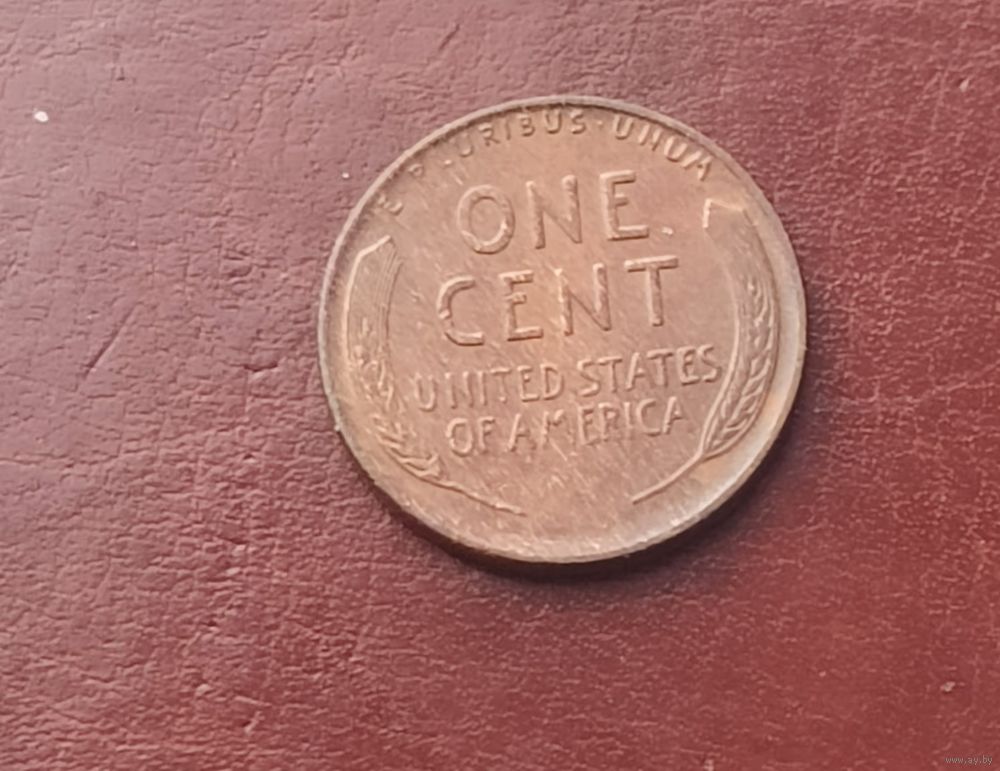 E PLURIBUS · UNUM
ONE
CENT
UNITED STATES
OF AMERICA
www.ay.by